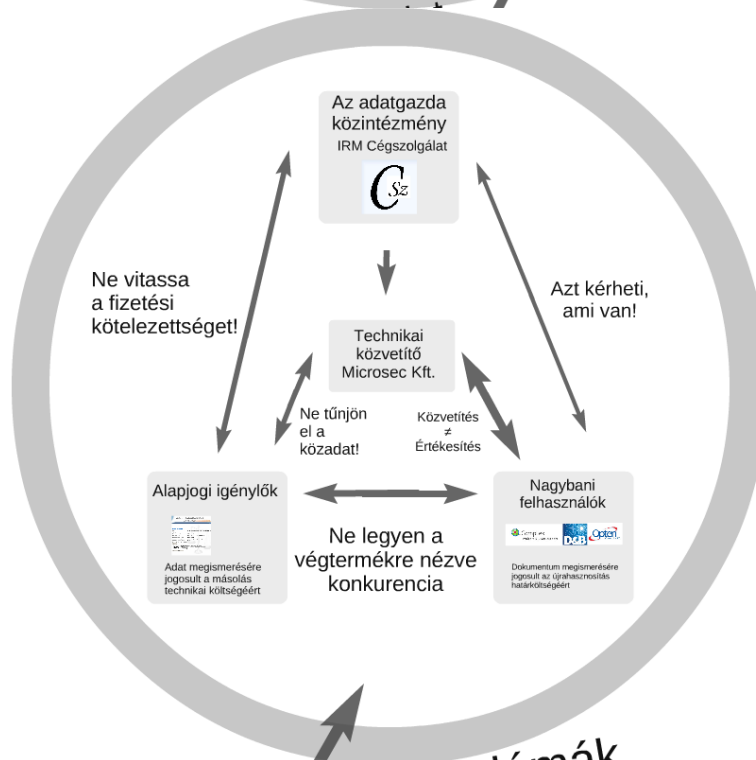 Az adatgazda
közintézmény
IRM Cégszolgálat
CSz
Ne vitassa
a fizetési
kötelezettséget!
Azt kérheti,
ami van!
Technikai
közvetítő
Microsec Kft.
Ne tűnjön
el a
közadat!
Közvetítés
≠
Értékesítés
Alapjogi igénylők
Adat megismerésére
jogosult a másolás
technikai költségéért
Ne legyen a
végtermékre nézve
konkurencia
Nagybani
felhasználók
D&B
Opten
Dokumentum megismerésére
jogosult az újrahasznosítás
határköltségéért